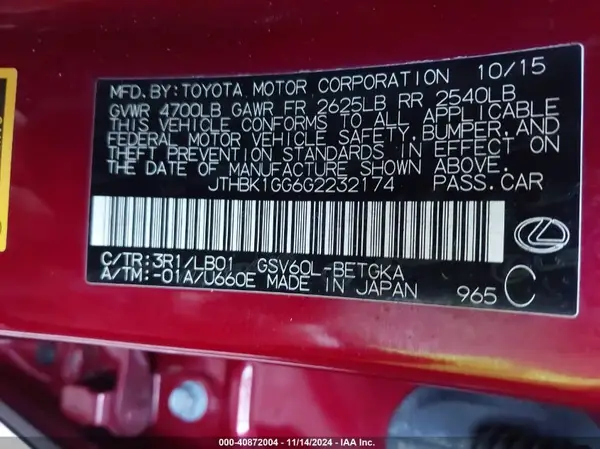 MFD. BY: TOYOTA MOTOR CORPORATION 10/15
GVWR 4700LB GAWR FR 2625LB RR 2540LB
THIS VEHICLE CONFORMS TO ALL APPLICABLE
FEDERAL MOTOR VEHICLE SAFETY, BUMPER, AND
THEFT PREVENTION STANDARDS IN EFFECT ON
THE DATE OF MANUFACTURE SHOWN ABOVE.
JTHBK1GG6G2232174 PASS. CAR
C/TR: 3R1/LB01 GSV60L-BETGKA
A/TM: -01A/U660E MADE IN JAPAN 965 C
000-40872004 - 11/14/2024 - IAA Inc.